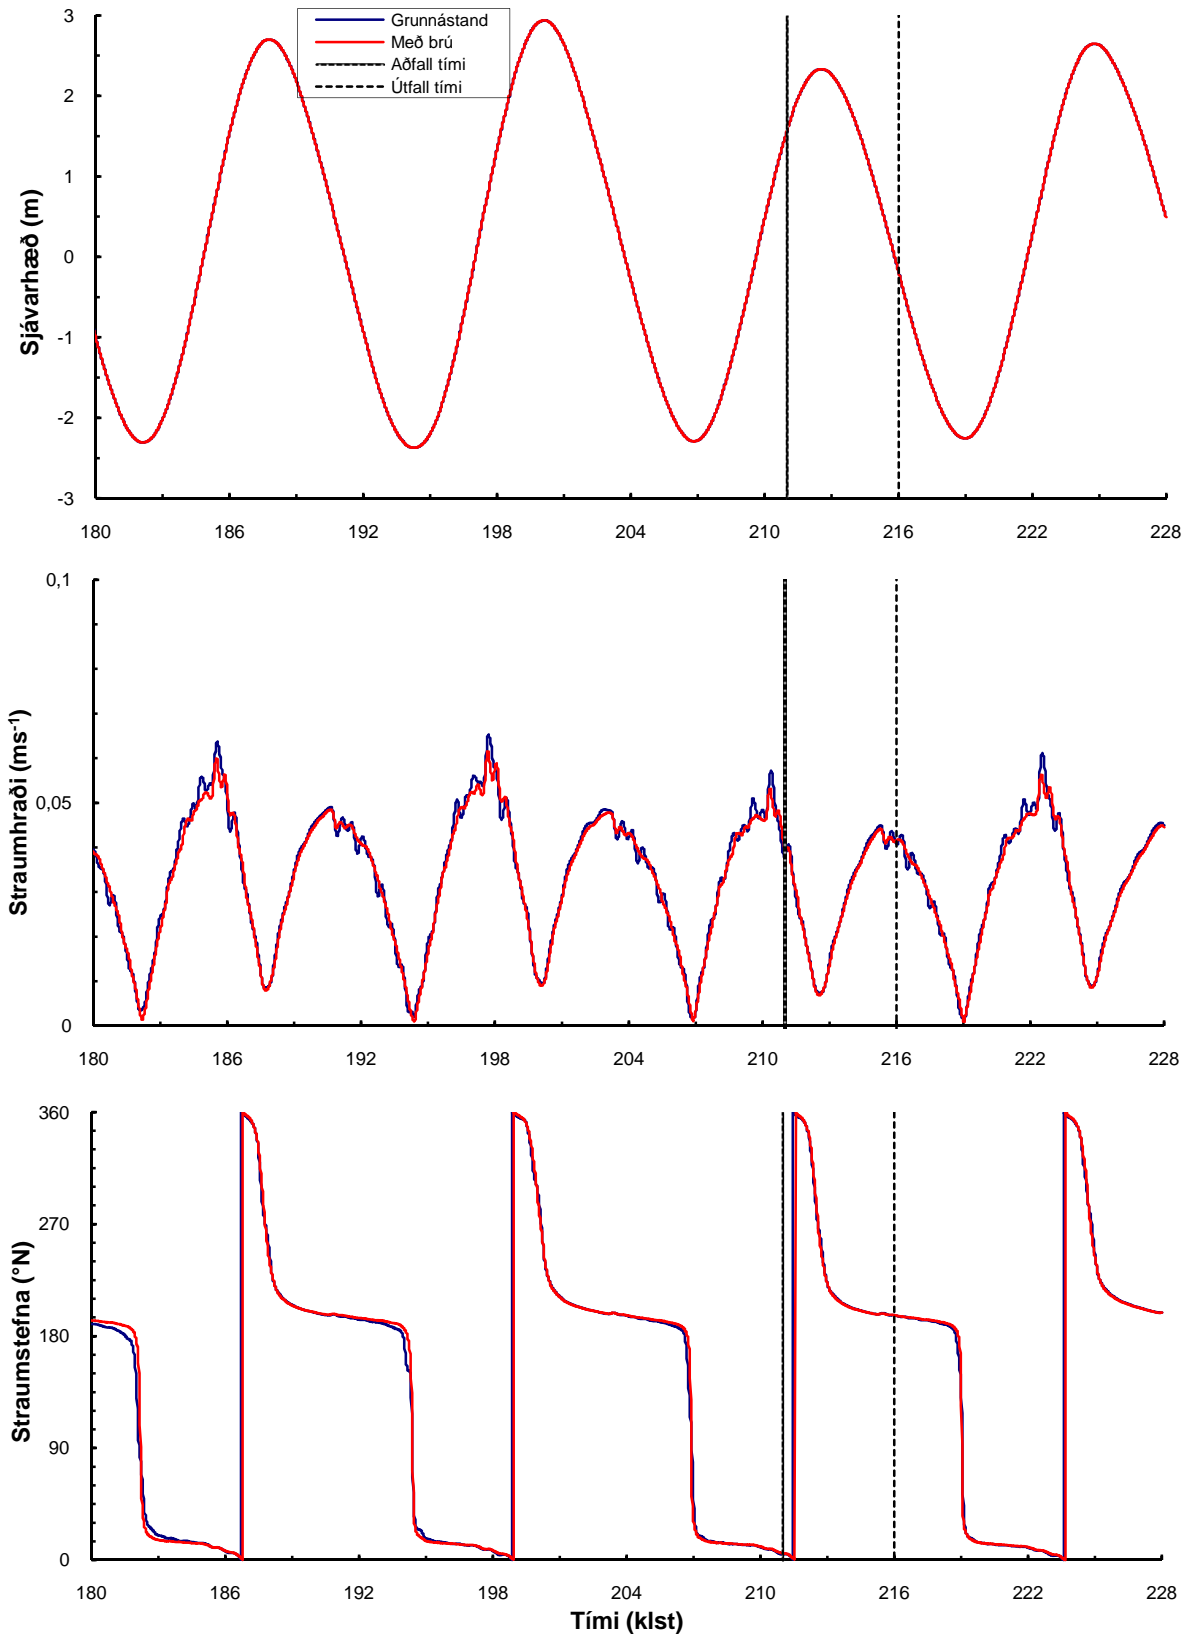 Grunnástand
Með brú
Aðfall tími
Útfall tími
3
2
1
0
-1
-2
-3
Sjávarhæð (m)
180 186 192 198 204 210 216 222 228
0,1
0,05
0
Straumhraði (ms⁻¹)
180 186 192 198 204 210 216 222 228
360
270
180
90
0
Straumstefna (°N)
180 186 192 198 204 210 216 222 228
Tími (klst)